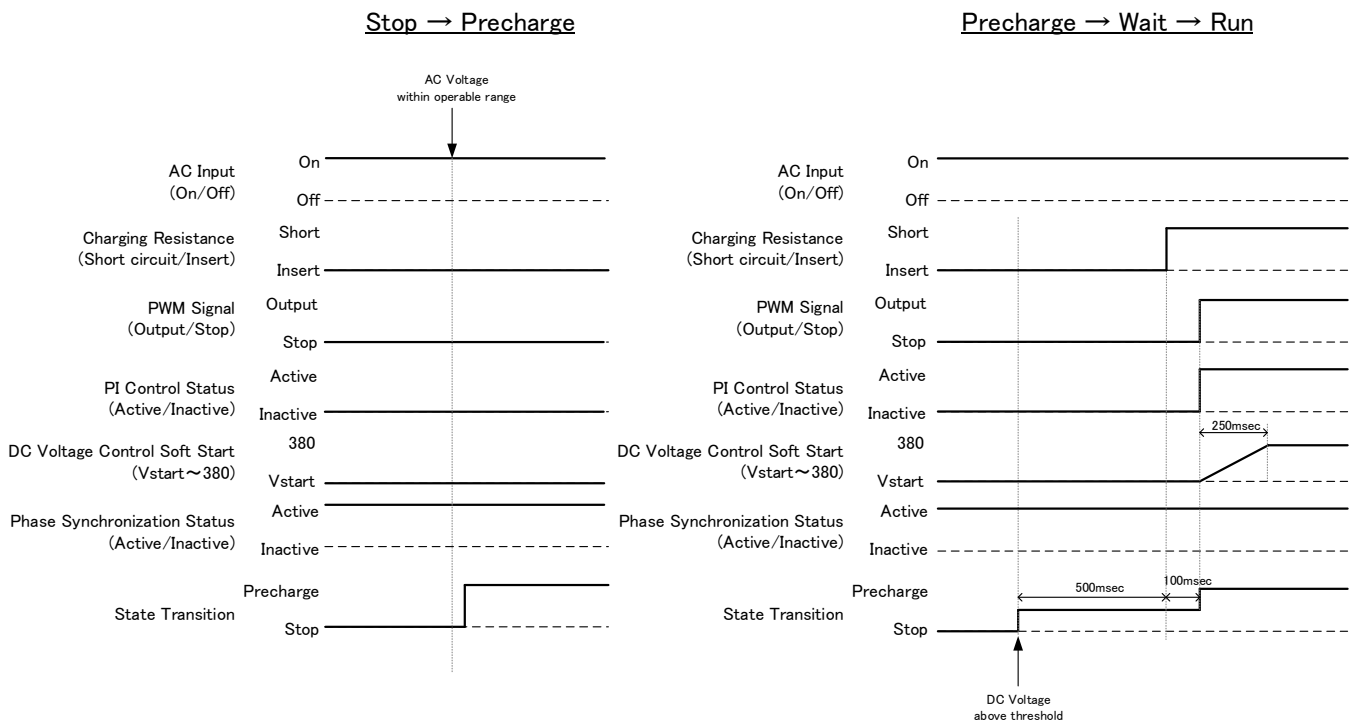 Stop → Precharge
AC Voltage
within operable range
AC Input
(On/Off)
On
Off
Charging Resistance
(Short circuit/Insert)
Short
Insert
PWM Signal
(Output/Stop)
Output
Stop
PI Control Status
(Active/Inactive)
Active
Inactive
DC Voltage Control Soft Start
(Vstart～380)
380
Vstart
Phase Synchronization Status
(Active/Inactive)
Active
Inactive
State Transition
Precharge
Stop
Precharge → Wait → Run
AC Input
(On/Off)
On
Off
Charging Resistance
(Short circuit/Insert)
Short
Insert
PWM Signal
(Output/Stop)
Output
Stop
PI Control Status
(Active/Inactive)
Active
Inactive
250msec
DC Voltage Control Soft Start
(Vstart～380)
380
Vstart
Phase Synchronization Status
(Active/Inactive)
Active
Inactive
State Transition
Precharge
Stop
500msec
100msec
DC Voltage
above threshold